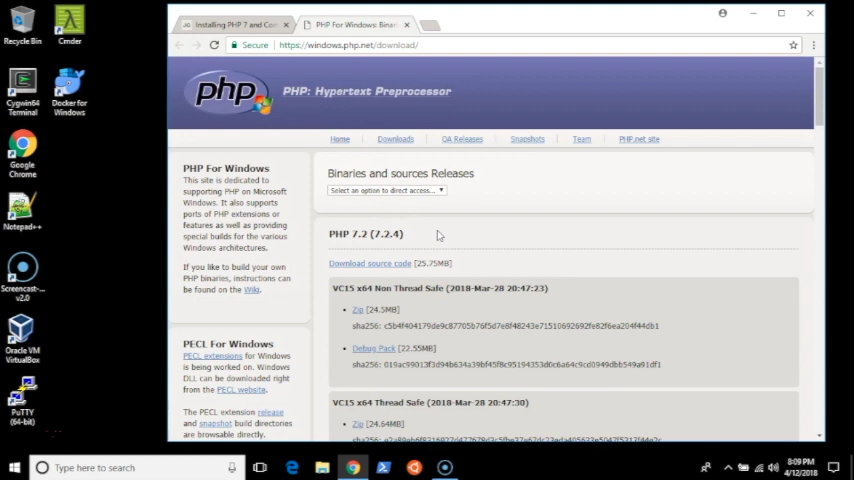 Installing PHP 7 and Com
PHP For Windows: Binar
Secure
https://windows.php.net/download/
Recycle Bin
Cmder
Cygwin64
Terminal
Docker for
Windows
Google
Chrome
Notepad++
Screencast-...
v2.0
Oracle VM
VirtualBox
PuTTY
(64-bit)
php
PHP: Hypertext Preprocessor
Home
Downloads
QA Releases
Snapshots
Team
PHP.net site
PHP For Windows
This site is dedicated to
supporting PHP on Microsoft
Windows. It also supports
ports of PHP extensions or
features as well as providing
special builds for the various
Windows architectures.
If you like to build your own
PHP binaries, instructions can
be found on the Wiki.
PECL For Windows
PECL extensions for Windows
is being worked on. Windows
DLL can be downloaded right
from the PECL website.
The PECL extension release
and snapshot build directories
are browsable directly.
Binaries and sources Releases
Select an option to direct access...
PHP 7.2 (7.2.4)
Download source code [25.75MB]
VC15 x64 Non Thread Safe (2018-Mar-28 20:47:23)
Zip [24.5MB]
sha256: c5b4f404179de9c87705b76f5d7e8f48243e71510692692fe82f6ea204f44db1
Debug Pack [22.55MB]
sha256: 019ac99013f3d94b634a39bf45f8c95194353d0c6a64c9cd0949dbb549a91df1
VC15 x64 Thread Safe (2018-Mar-28 20:47:30)
Zip [24.64MB]
Type here to search
8:09 PM
4/12/2018